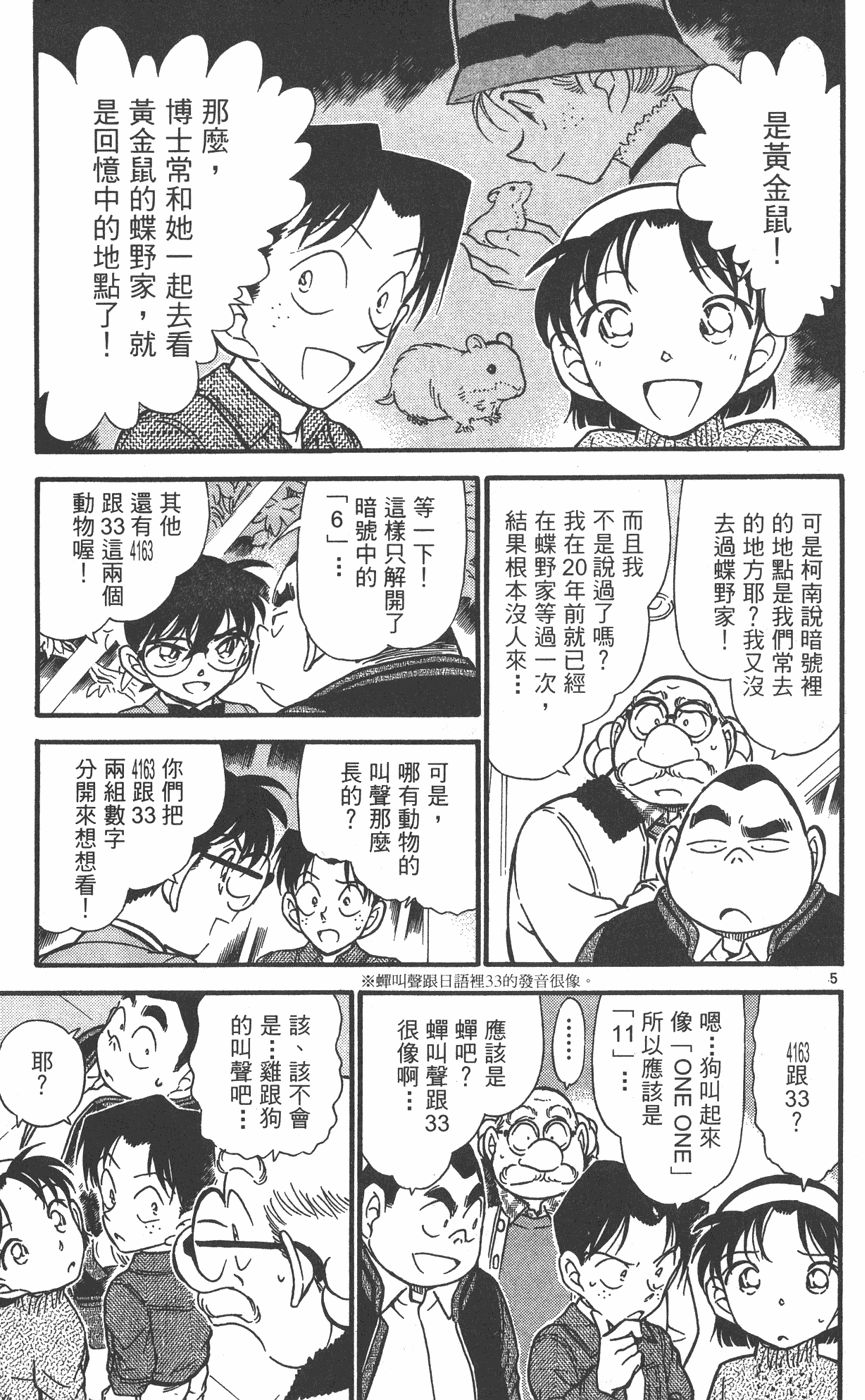 是黃金鼠！
那麼，
博士常和她一起去看
黃金鼠的蝶野家，就
是回憶中的地點了！
可是柯南說暗號裡
的地點是我們常去
的地方耶？我又沒
去過蝶野家！
而且我
不是說過了嗎？
我在20年前就已經
在蝶野家等過一次，
結果根本沒人來…
等一下！
這樣只解開了
暗號中的
「6」…
其他
還有4163
跟33這兩個
動物喔！
可是，
哪有動物的
叫聲那麼
長的？
你們把
4163跟33
兩組數字
分開來想想看！
※蟬叫聲跟日語裡33的發音很像。
5
4163
跟33？
嗯…狗叫起來
像「ONE ONE」
所以應該是
「11」…
……
應該是
蟬吧？
蟬叫聲跟33
很像啊…
該、該不會
是…雞跟狗
的叫聲吧…
耶？